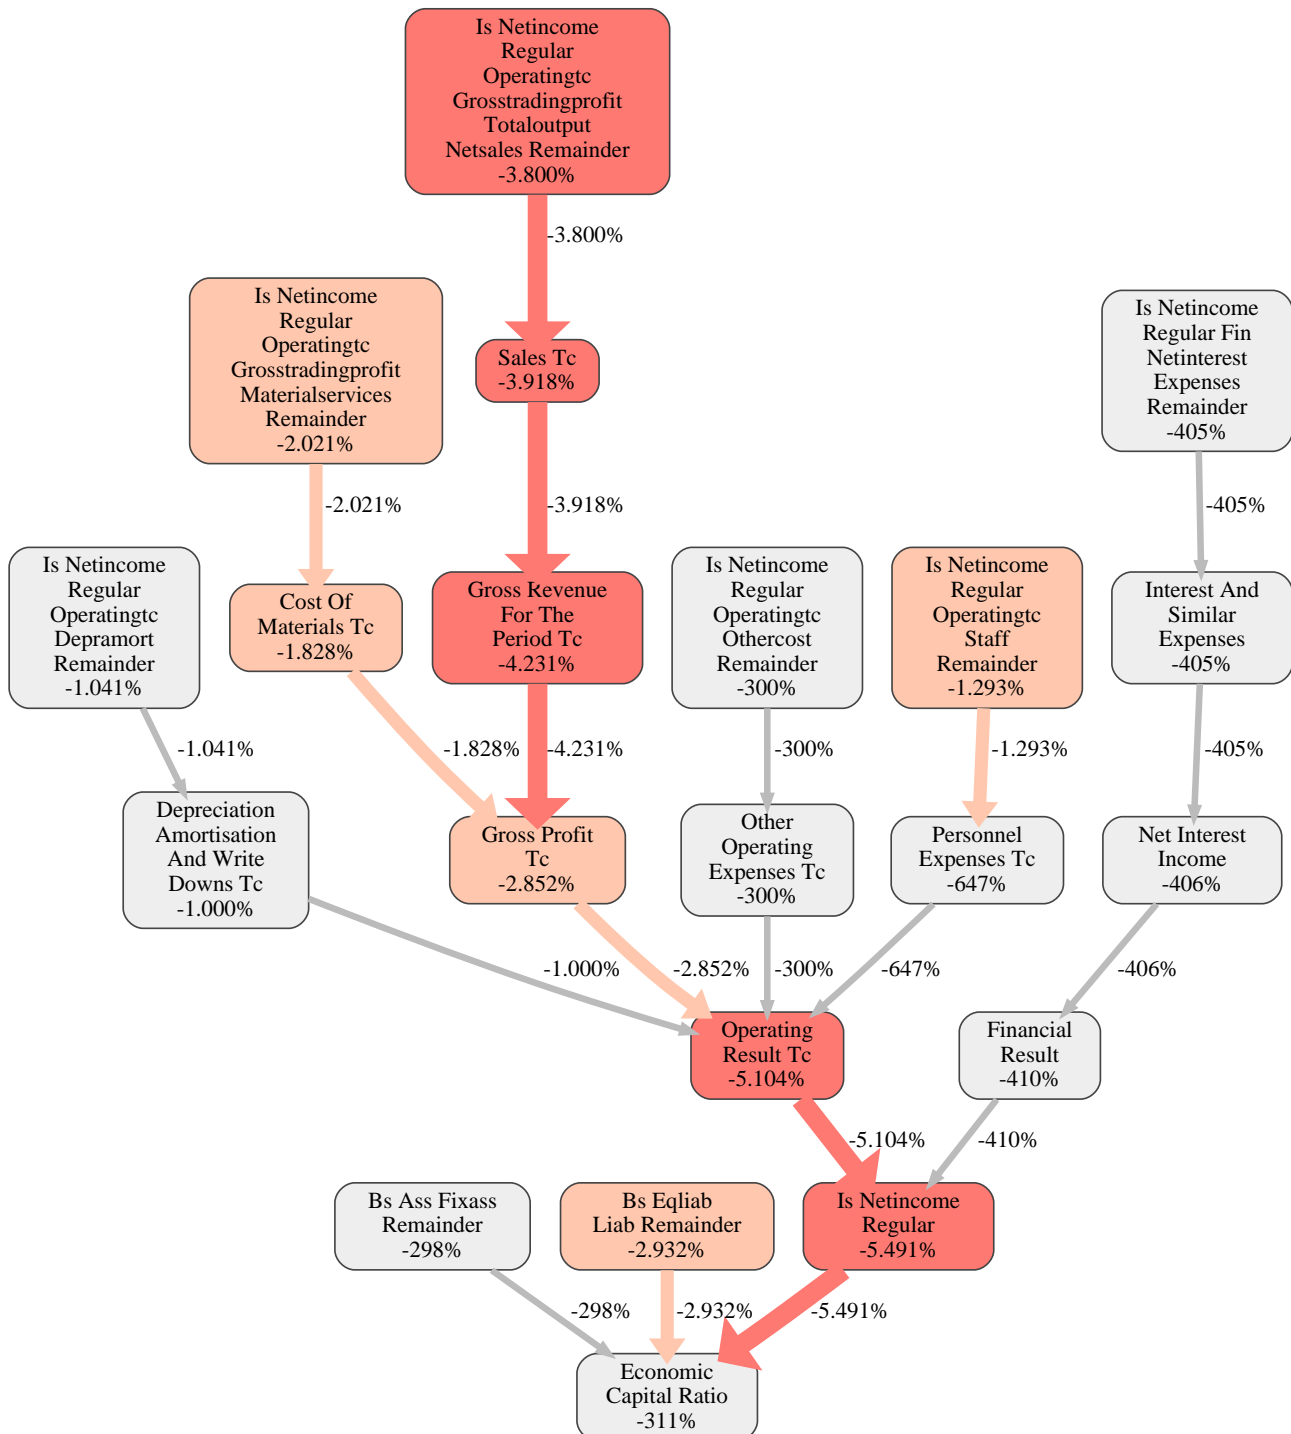 Is Netincome
Regular
Operatingtc
Grosstradingprofit
Totaloutput
Netsales Remainder
-3.800%
-3.800%
Is Netincome
Regular
Operatingtc
Grosstradingprofit
Materialservices
Remainder
-2.021%
Sales Tc
-3.918%
Is Netincome
Regular Fin
Netinterest
Expenses
Remainder
-405%
-2.021%
-3.918%
-405%
Is Netincome
Regular
Operatingtc
Depramort
Remainder
-1.041%
Cost Of
Materials Tc
-1.828%
Gross Revenue
For The
Period Tc
-4.231%
Is Netincome
Regular
Operatingtc
Othercost
Remainder
-300%
Is Netincome
Regular
Operatingtc
Staff
Remainder
-1.293%
Interest And
Similar
Expenses
-405%
-1.041%
-1.828%
-4.231%
-300%
-1.293%
-405%
Depreciation
Amortisation
And Write
Downs Tc
-1.000%
Gross Profit
Tc
-2.852%
Other
Operating
Expenses Tc
-300%
Personnel
Expenses Tc
-647%
Net Interest
Income
-406%
-1.000%
-2.852%
-300%
-647%
-406%
Operating
Result Tc
-5.104%
Financial
Result
-410%
-5.104%
-410%
Bs Ass Fixass
Remainder
-298%
Bs Eqliab
Liab Remainder
-2.932%
Is Netincome
Regular
-5.491%
-298%
-2.932%
-5.491%
Economic
Capital Ratio
-311%